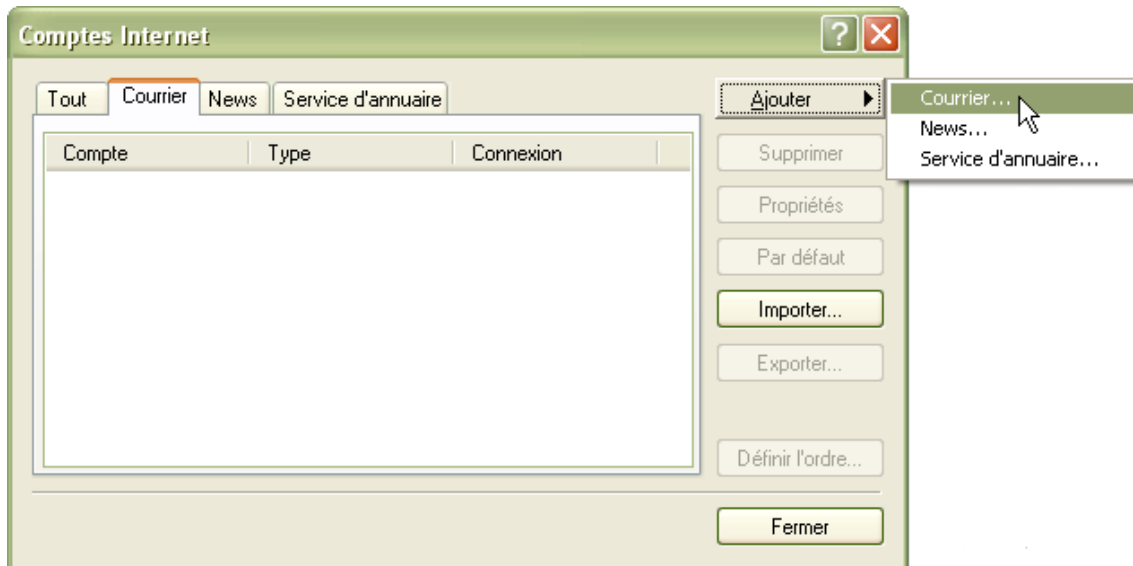 Comptes Internet
Tout Courrier News Service d'annuaire
Compte Type Connexion
Ajouter
Supprimer
Propriétés
Par défaut
Importer...
Exporter...
Définir l'ordre...
Fermer
Courrier...
News...
Service d'annuaire...